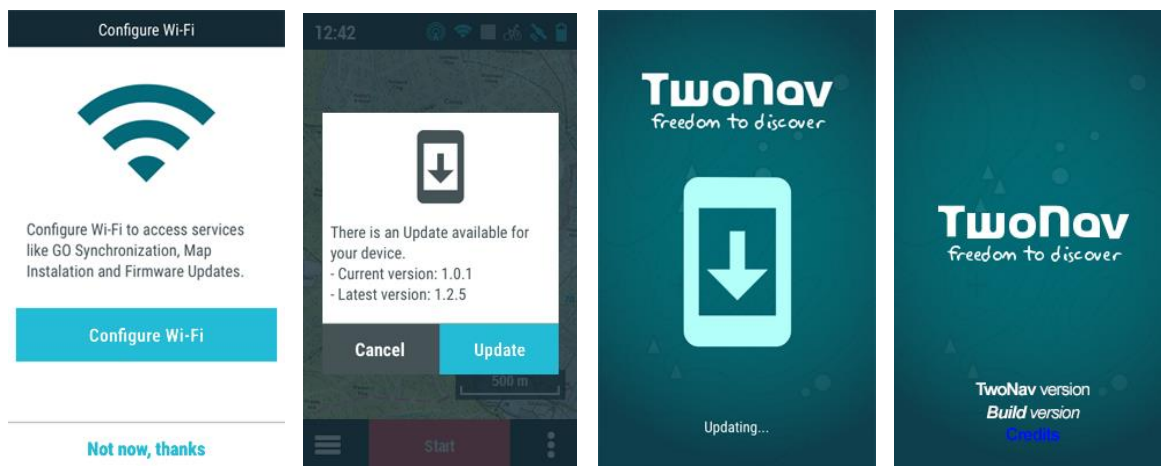 Configure Wi-Fi
Configure Wi-Fi to access services
like GO Synchronization, Map
Instalation and Firmware Updates.
Configure Wi-Fi
Not now, thanks
12:42
There is an Update available for
your device.
- Current version: 1.0.1
- Latest version: 1.2.5
Cancel
Update
500 m
Start
TwoNav
freedom to discover
Updating...
TwoNav
freedom to discover
TwoNav version
Build version
Credits